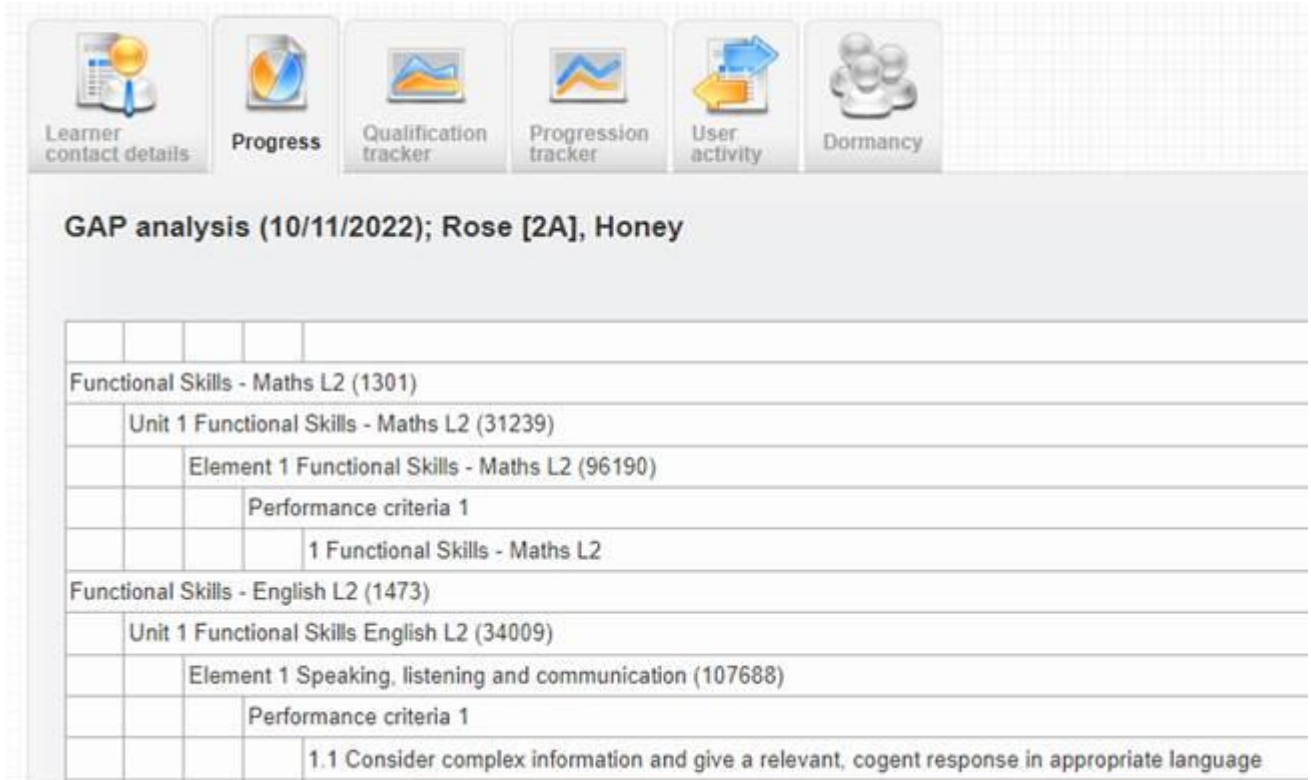 Learner
contact details
Progress
Qualification
tracker
Progression
tracker
User
activity
Dormancy
GAP analysis (10/11/2022); Rose [2A], Honey
Functional Skills - Maths L2 (1301)
Unit 1 Functional Skills - Maths L2 (31239)
Element 1 Functional Skills - Maths L2 (96190)
Performance criteria 1
1 Functional Skills - Maths L2
Functional Skills - English L2 (1473)
Unit 1 Functional Skills English L2 (34009)
Element 1 Speaking, listening and communication (107688)
Performance criteria 1
1.1 Consider complex information and give a relevant, cogent response in appropriate language